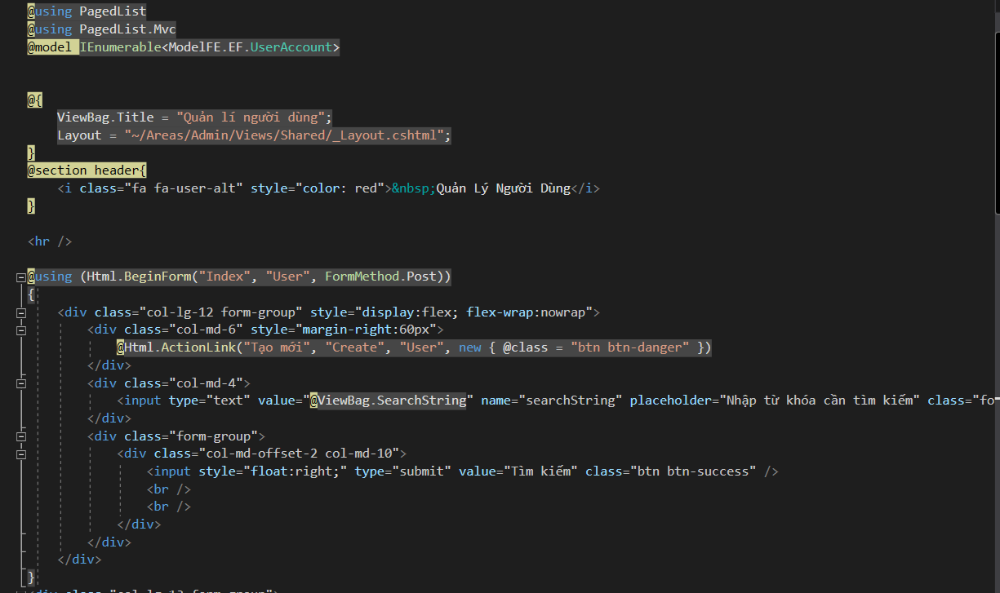 @using PagedList
@using PagedList.Mvc
@model IEnumerable<ModelFE.EF.UserAccount>
@{
ViewBag.Title = "Quản lí người dùng";
Layout = "~/Areas/Admin/Views/Shared/_Layout.cshtml";
}
@section header{
<i class="fa fa-user-alt" style="color: red">&nbsp;Quản Lý Người Dùng</i>
}
<hr />
@using (Html.BeginForm("Index", "User", FormMethod.Post))
{
<div class="col-lg-12 form-group" style="display:flex; flex-wrap:nowrap">
<div class="col-md-6" style="margin-right:60px">
@Html.ActionLink("Tạo mới", "Create", "User", new { @class = "btn btn-danger" })
</div>
<div class="col-md-4">
<input type="text" value="@ViewBag.SearchString" name="searchString" placeholder="Nhập từ khóa cần tìm kiếm" class="fo
</div>
<div class="form-group">
<div class="col-md-offset-2 col-md-10">
<input style="float:right;" type="submit" value="Tìm kiếm" class="btn btn-success" />
<br />
<br />
</div>
</div>
</div>
}